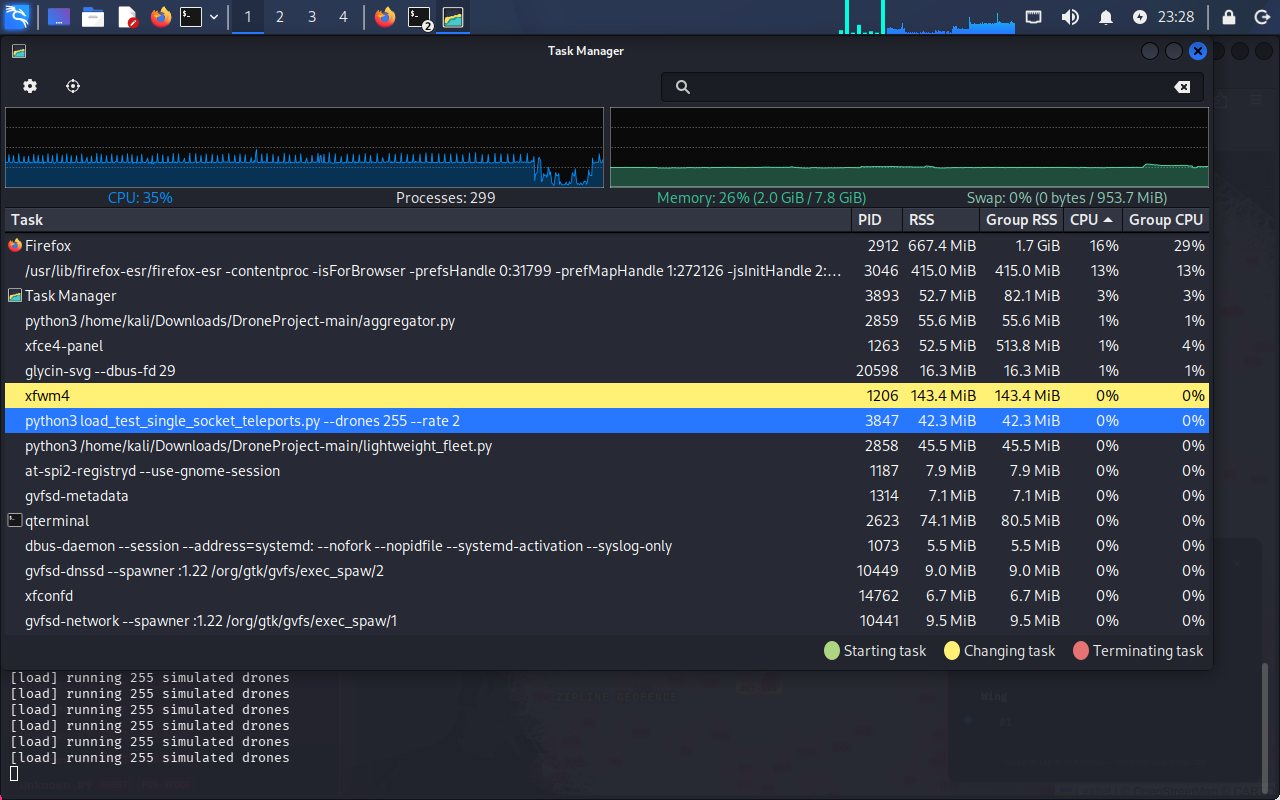 1 2 3 4 2 23:28
Task Manager
CPU: 35% Processes: 299 Memory: 26% (2.0 GiB / 7.8 GiB) Swap: 0% (0 bytes / 953.7 MiB)
Task PID RSS Group RSS CPU Group CPU
Firefox 2912 667.4 MiB 1.7 GiB 16% 29%
/usr/lib/firefox-esr/firefox-esr -contentproc -isForBrowser -prefsHandle 0:31799 -prefMapHandle 1:272126 -jsInitHandle 2:... 3046 415.0 MiB 415.0 MiB 13% 13%
Task Manager 3893 52.7 MiB 82.1 MiB 3% 3%
python3 /home/kali/Downloads/DroneProject-main/aggregator.py 2859 55.6 MiB 55.6 MiB 1% 1%
xfce4-panel 1263 52.5 MiB 513.8 MiB 1% 4%
glycin-svg --dbus-fd 29 20598 16.3 MiB 16.3 MiB 1% 1%
xfwm4 1206 143.4 MiB 143.4 MiB 0% 0%
python3 load_test_single_socket_teleports.py --drones 255 --rate 2 3847 42.3 MiB 42.3 MiB 0% 0%
python3 /home/kali/Downloads/DroneProject-main/lightweight_fleet.py 2858 45.5 MiB 45.5 MiB 0% 0%
at-spi2-registryd --use-gnome-session 1187 7.9 MiB 7.9 MiB 0% 0%
gvfsd-metadata 1314 7.1 MiB 7.1 MiB 0% 0%
qterminal 2623 74.1 MiB 80.5 MiB 0% 0%
dbus-daemon --session --address=systemd: --nofork --nopidfile --systemd-activation --syslog-only 1073 5.5 MiB 5.5 MiB 0% 0%
gvfsd-dnssd --spawner :1.22 /org/gtk/gvfs/exec_spaw/2 10449 9.0 MiB 9.0 MiB 0% 0%
xfconfd 14762 6.7 MiB 6.7 MiB 0% 0%
gvfsd-network --spawner :1.22 /org/gtk/gvfs/exec_spaw/1 10441 9.5 MiB 9.5 MiB 0% 0%
Starting task Changing task Terminating task
[load] running 255 simulated drones
[load] running 255 simulated drones
[load] running 255 simulated drones
[load] running 255 simulated drones
[load] running 255 simulated drones
[load] running 255 simulated drones
ZIPLINE GEOFENCE
Wing